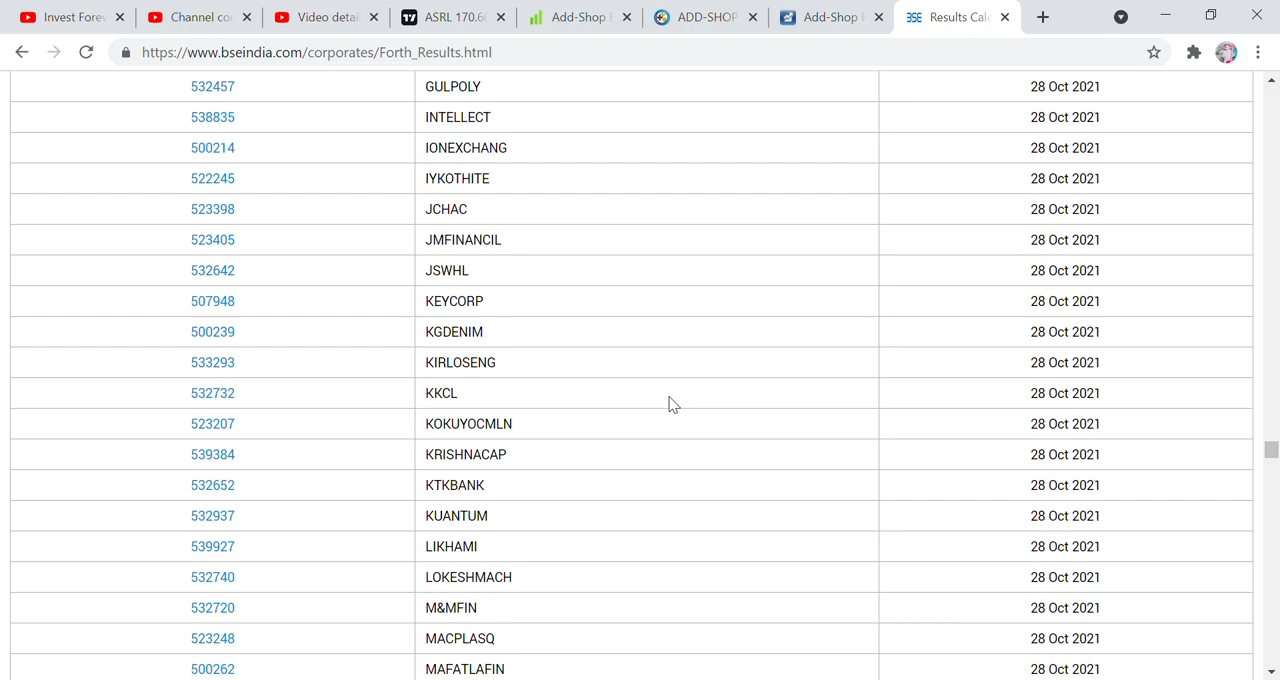 Invest Forev
Channel con
Video detail
ASRL 170.60
Add-Shop E
ADD-SHOP
Add-Shop
Results Cale
https://www.bseindia.com/corporates/Forth_Results.html
532457 GULPOLY 28 Oct 2021
538835 INTELLECT 28 Oct 2021
500214 IONEXCHANG 28 Oct 2021
522245 IYKOTHITE 28 Oct 2021
523398 JCHAC 28 Oct 2021
523405 JMFINANCIL 28 Oct 2021
532642 JSWHL 28 Oct 2021
507948 KEYCORP 28 Oct 2021
500239 KGDENIM 28 Oct 2021
533293 KIRLOSENG 28 Oct 2021
532732 KKCL 28 Oct 2021
523207 KOKUYOCMLN 28 Oct 2021
539384 KRISHNACAP 28 Oct 2021
532652 KTKBANK 28 Oct 2021
532937 KUANTUM 28 Oct 2021
539927 LIKHAMI 28 Oct 2021
532740 LOKESHMACH 28 Oct 2021
532720 M&MFIN 28 Oct 2021
523248 MACPLASQ 28 Oct 2021
500262 MAFATLAFIN 28 Oct 2021